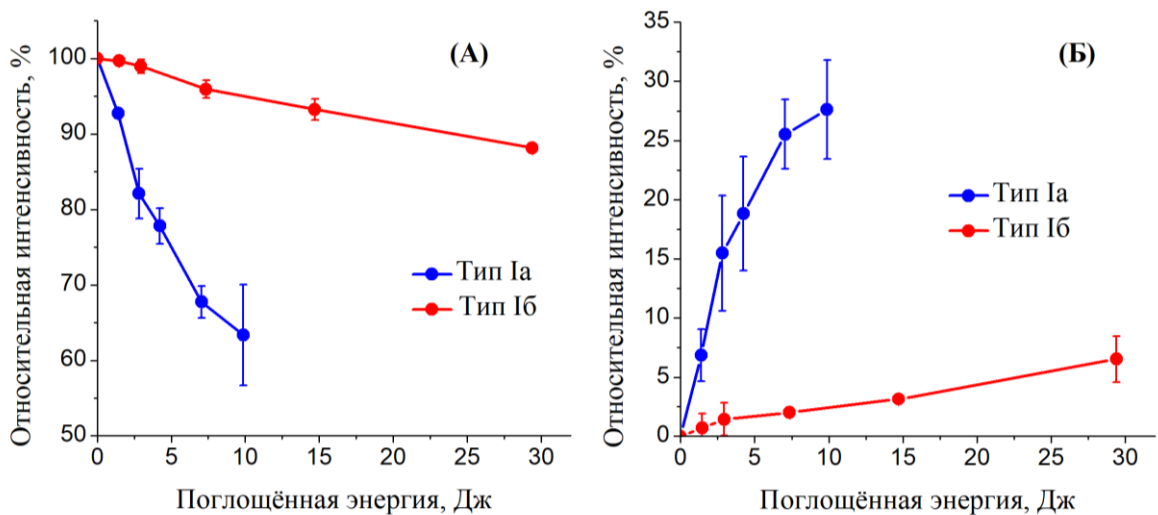 (А)
Относительная интенсивность, %
100
90
80
70
60
50
Тип Iа
Тип Iб
0
5
10
15
20
25
30
Поглощённая энергия, Дж
(Б)
Относительная интенсивность, %
35
30
25
20
15
10
5
0
Тип Iа
Тип Iб
0
5
10
15
20
25
30
Поглощённая энергия, Дж